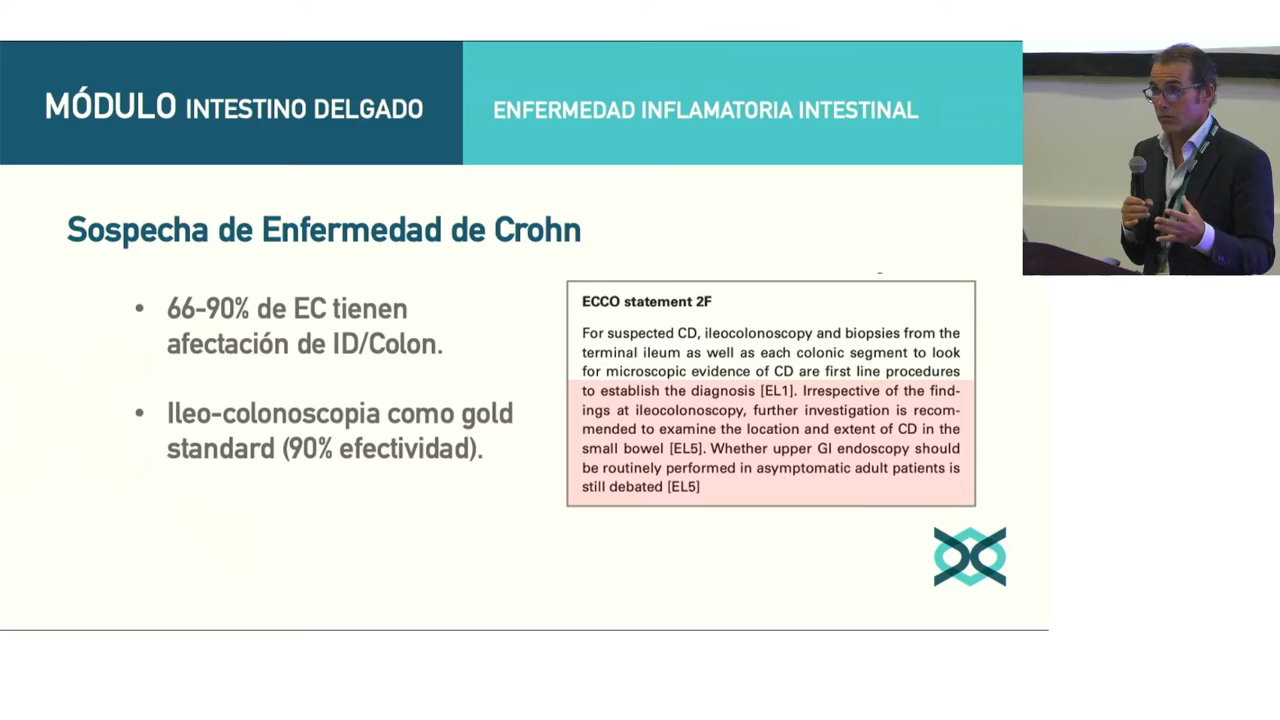 MÓDULO INTESTINO DELGADO
ENFERMEDAD INFLAMATORIA INTESTINAL
Sospecha de Enfermedad de Crohn
• 66-90% de EC tienen
afectación de ID/Colon.
• Ileo-colonoscopia como gold
standard (90% efectividad).
ECCO statement 2F
For suspected CD, ileocolonoscopy and biopsies from the
terminal ileum as well as each colonic segment to look
for microscopic evidence of CD are first line procedures
to establish the diagnosis [EL1]. Irrespective of the find-
ings at ileocolonoscopy, further investigation is recom-
mended to examine the location and extent of CD in the
small bowel [EL5]. Whether upper GI endoscopy should
be routinely performed in asymptomatic adult patients is
still debated [EL5]